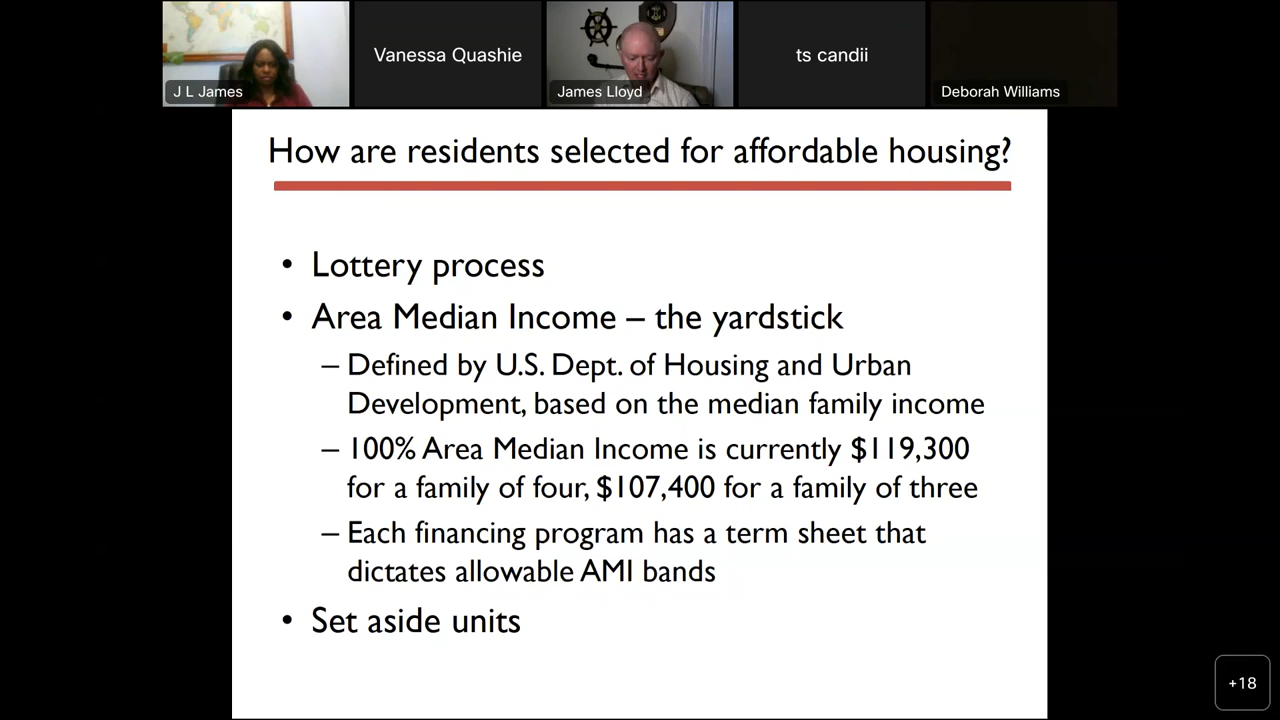 J L James
Vanessa Quashie
James Lloyd
ts candii
Deborah Williams
How are residents selected for affordable housing?
• Lottery process
• Area Median Income – the yardstick
– Defined by U.S. Dept. of Housing and Urban
Development, based on the median family income
– 100% Area Median Income is currently $119,300
for a family of four, $107,400 for a family of three
– Each financing program has a term sheet that
dictates allowable AMI bands
• Set aside units
+18